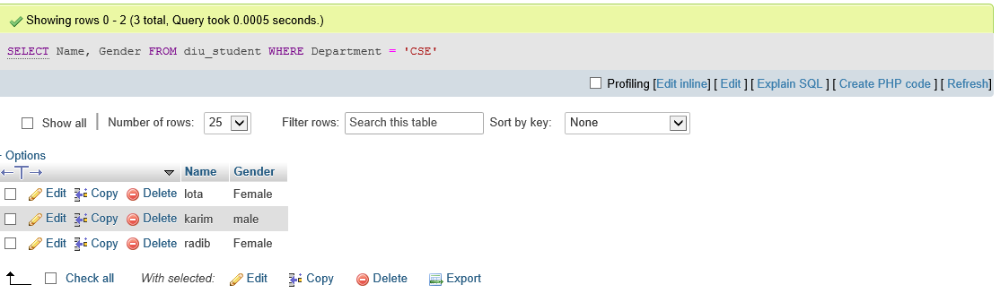 Showing rows 0 - 2 (3 total, Query took 0.0005 seconds.)
SELECT Name, Gender FROM diu_student WHERE Department = 'CSE'
Profiling [Edit inline] [ Edit ] [ Explain SQL ] [ Create PHP code ] [ Refresh]
Show all | Number of rows: 25 Filter rows: Search this table Sort by key: None
Options
Name Gender
Edit Copy Delete lota Female
Edit Copy Delete karim male
Edit Copy Delete radib Female
Check all With selected: Edit Copy Delete Export